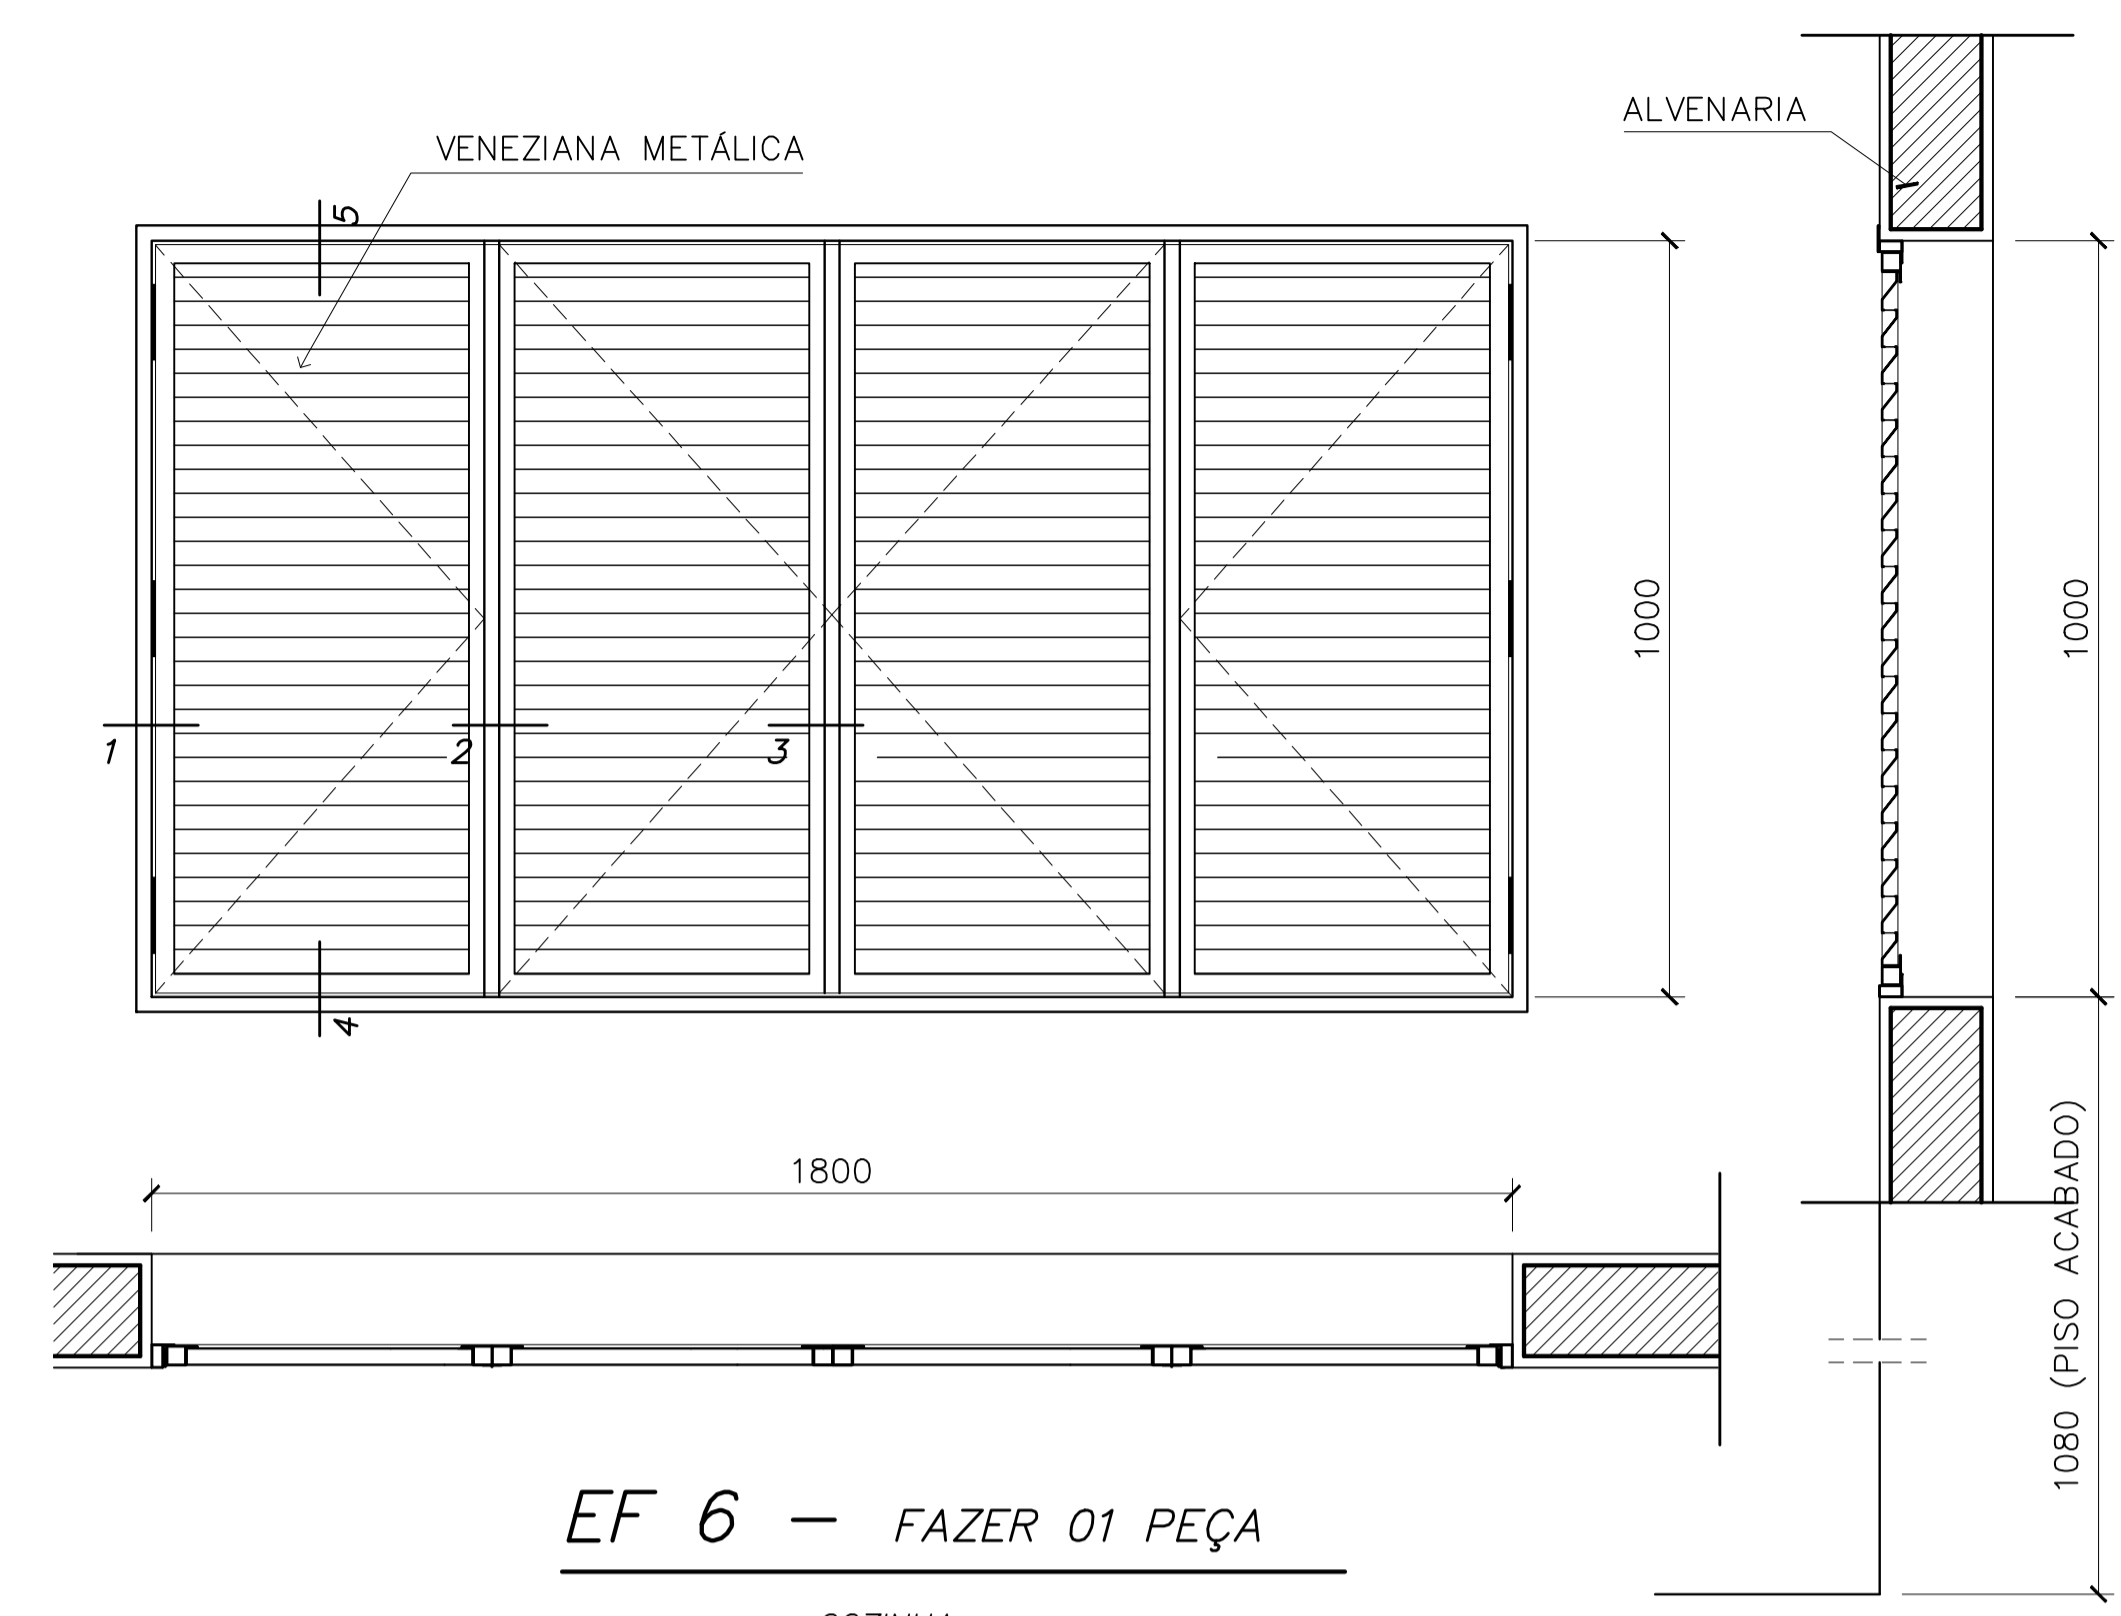 ALVENARIA
VENEZIANA METÁLICA
5
1000
1000
1
2
3
4
1080 (PISO ACABADO)
1800
EF 6 — FAZER 01 PEÇA